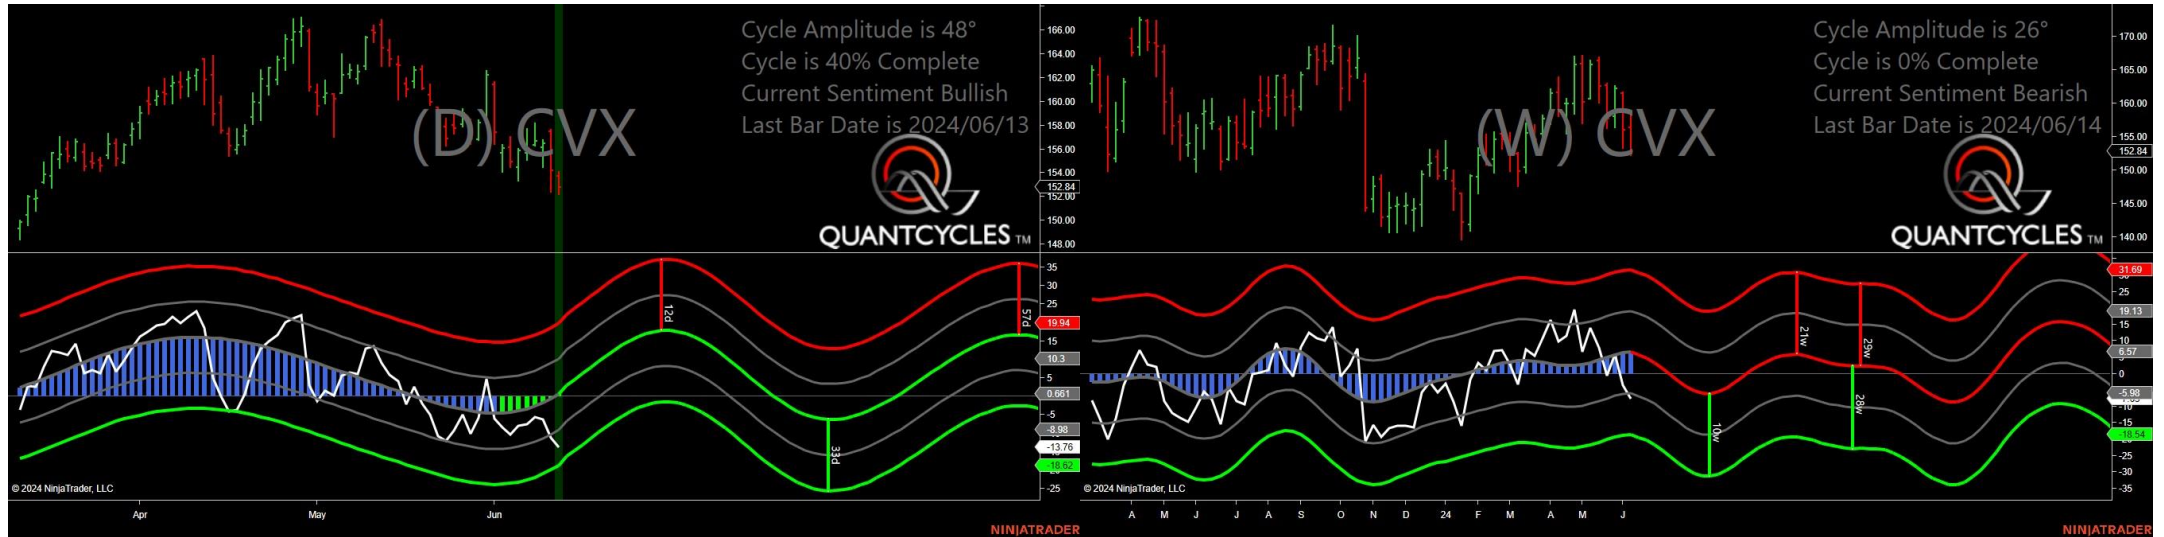 Cycle Amplitude is 48°
Cycle is 40% Complete
Current Sentiment Bullish
Last Bar Date is 2024/06/13
(D) CVX
QUANTCYCLES TM
166.00
164.00
162.00
160.00
158.00
156.00
154.00
152.84
152.00
150.00
148.00
35
30
25
19.94
15
10.3
5
0.661
-5
-8.98
-13.76
-18.62
-25
12d
33d
57d
© 2024 NinjaTrader, LLC
Apr
May
Jun
NINJATRADER
Cycle Amplitude is 26°
Cycle is 0% Complete
Current Sentiment Bearish
Last Bar Date is 2024/06/14
(W) CVX
QUANTCYCLES TM
170.00
165.00
160.00
155.00
152.84
150.00
145.00
140.00
31.69
25
19.13
15
10
6.57
0
-5.98
-10
-15
-18.54
-25
-30
-35
10w
21w
28w
29w
© 2024 NinjaTrader, LLC
A M J J A S O N D 24 F M A M J
NINJATRADER